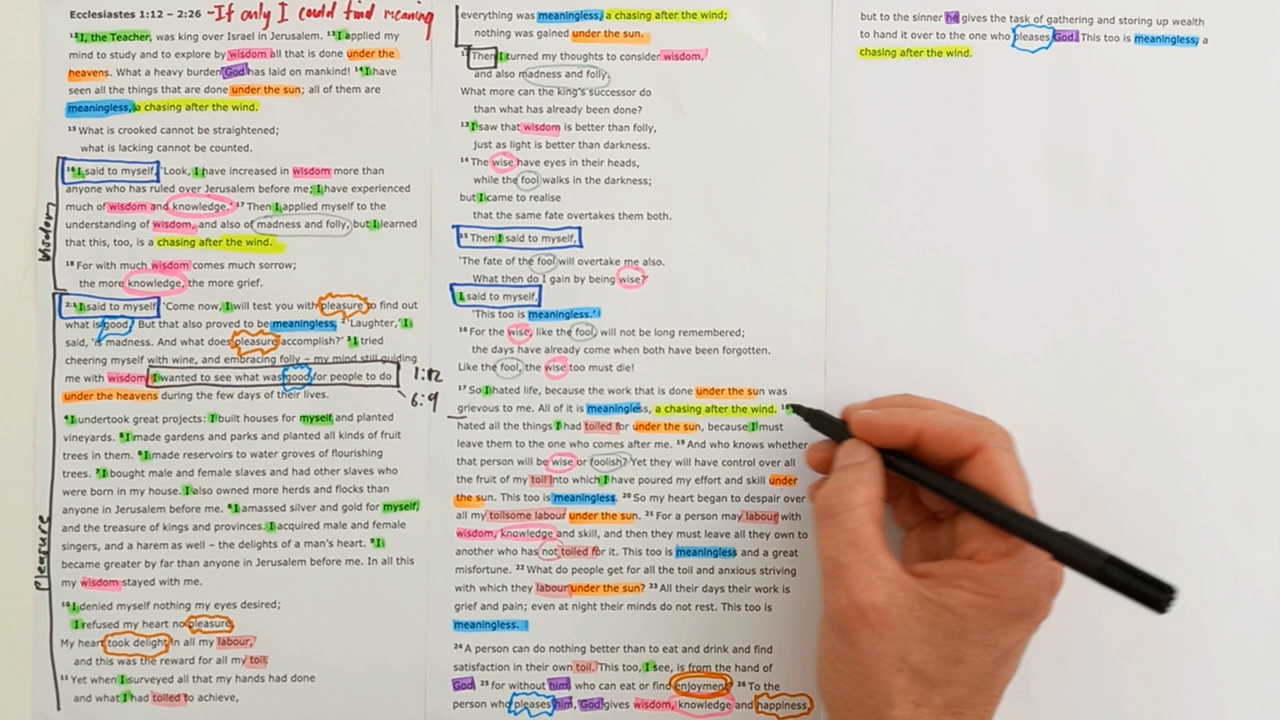 Ecclesiastes 1:12 – 2:26 -If only I could find meaning
12 I, the Teacher, was king over Israel in Jerusalem. 13 I applied my
mind to study and to explore by wisdom all that is done under the
heavens. What a heavy burden God has laid on mankind! 14 I have
seen all the things that are done under the sun; all of them are
meaningless, a chasing after the wind.
15 What is crooked cannot be straightened;
what is lacking cannot be counted.
16 I said to myself, 'Look, I have increased in wisdom more than
anyone who has ruled over Jerusalem before me; I have experienced
much of wisdom and knowledge.' 17 Then I applied myself to the
understanding of wisdom, and also of madness and folly, but I learned
that this, too, is a chasing after the wind.
18 For with much wisdom comes much sorrow;
the more knowledge, the more grief.
Wisdom
2:1 I said to myself, 'Come now, I will test you with pleasure to find out
what is good.' But that also proved to be meaningless. 2 'Laughter,' I
said, 'is madness. And what does pleasure accomplish?' 3 I tried
cheering myself with wine, and embracing folly – my mind still guiding
me with wisdom. I wanted to see what was good for people to do
under the heavens during the few days of their lives.
1:12
6:9
4 I undertook great projects: I built houses for myself and planted
vineyards. 5 I made gardens and parks and planted all kinds of fruit
trees in them. 6 I made reservoirs to water groves of flourishing
trees. 7 I bought male and female slaves and had other slaves who
were born in my house. I also owned more herds and flocks than
anyone in Jerusalem before me. 8 I amassed silver and gold for myself,
and the treasure of kings and provinces. I acquired male and female
singers, and a harem as well – the delights of a man's heart. 9 I
became greater by far than anyone in Jerusalem before me. In all this
my wisdom stayed with me.
10 I denied myself nothing my eyes desired;
I refused my heart no pleasure.
My heart took delight in all my labour,
and this was the reward for all my toil.
11 Yet when I surveyed all that my hands had done
and what I had toiled to achieve,
Pleasure
everything was meaningless, a chasing after the wind;
nothing was gained under the sun.
12 Then I turned my thoughts to consider wisdom,
and also madness and folly.
What more can the king's successor do
than what has already been done?
13 I saw that wisdom is better than folly,
just as light is better than darkness.
14 The wise have eyes in their heads,
while the fool walks in the darkness;
but I came to realise
that the same fate overtakes them both.
15 Then I said to myself,
'The fate of the fool will overtake me also.
What then do I gain by being wise?'
I said to myself,
'This too is meaningless.'
16 For the wise, like the fool, will not be long remembered;
the days have already come when both have been forgotten.
Like the fool, the wise too must die!
17 So I hated life, because the work that is done under the sun was
grievous to me. All of it is meaningless, a chasing after the wind. 18
hated all the things I had toiled for under the sun, because I must
leave them to the one who comes after me. 19 And who knows whether
that person will be wise or foolish? Yet they will have control over all
the fruit of my toil into which I have poured my effort and skill under
the sun. This too is meaningless. 20 So my heart began to despair over
all my toilsome labour under the sun. 21 For a person may labour with
wisdom, knowledge and skill, and then they must leave all they own to
another who has not toiled for it. This too is meaningless and a great
misfortune. 22 What do people get for all the toil and anxious striving
with which they labour under the sun? 23 All their days their work is
grief and pain; even at night their minds do not rest. This too is
meaningless.
24 A person can do nothing better than to eat and drink and find
satisfaction in their own toil. This too, I see, is from the hand of
God, 25 for without him, who can eat or find enjoyment? 26 To the
person who pleases him, God gives wisdom, knowledge and happiness,
but to the sinner he gives the task of gathering and storing up wealth
to hand it over to the one who pleases God. This too is meaningless, a
chasing after the wind.